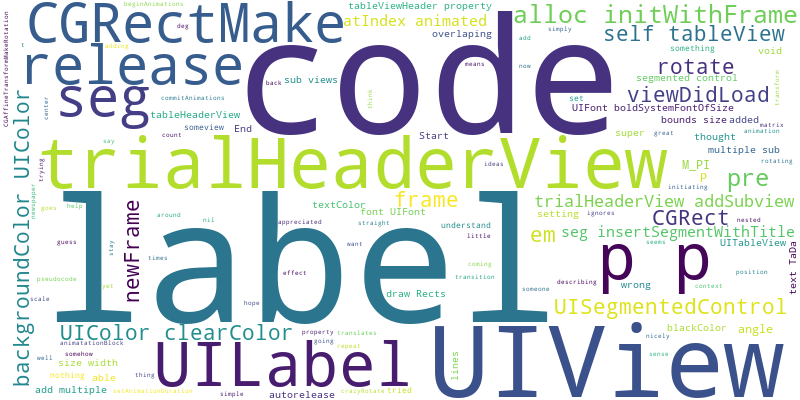 beginAnimations
tableViewHeader property
alloc initWithFrame
CGRectMake
deg
atIndex animated
adding
overlaping
add
simply
self tableView
t
code
something
void
release
back
sub views
means
now
rotate
segmented control
transform
CGAffineTransformMakeRotation
seg
commitAnimations
think
set
viewDidLoad
center
tableHeaderView
UIFont boldSystemFontOfSize
someview
End
bounds size
added
matrix
count
Start
super
great
animation
say
thought
multiple sub
trialHeaderView
ideas
M_PI
rotating
trying
P
pre
initiating
label
backgroundColor UIColor
newspaper
frame
trialHeaderView addSubview
textColor
goes
help
newFrame
around
nil
font UIFont
setting
ignores
CGRect
nested
appreciated
straight
understand
em
seg insertSegmentWithTitle
guess
stay
times
want
little
p p
seems
UITableView
coming
text TaDa
pseudocode
effect
transition
describing
position
yet
draw Rects
someone
wrong
context
scale
hope
UISegmentedControl
UIColor clearColor
property
translates
UIView
blackColor
angle
animatationBlock
going
repeat
nicely
well
somehow
UILabel
lines
sense
size width
nothing
able
thing
add multiple
setAnimationDuration
simple
autorelease
crazyRotate
tried